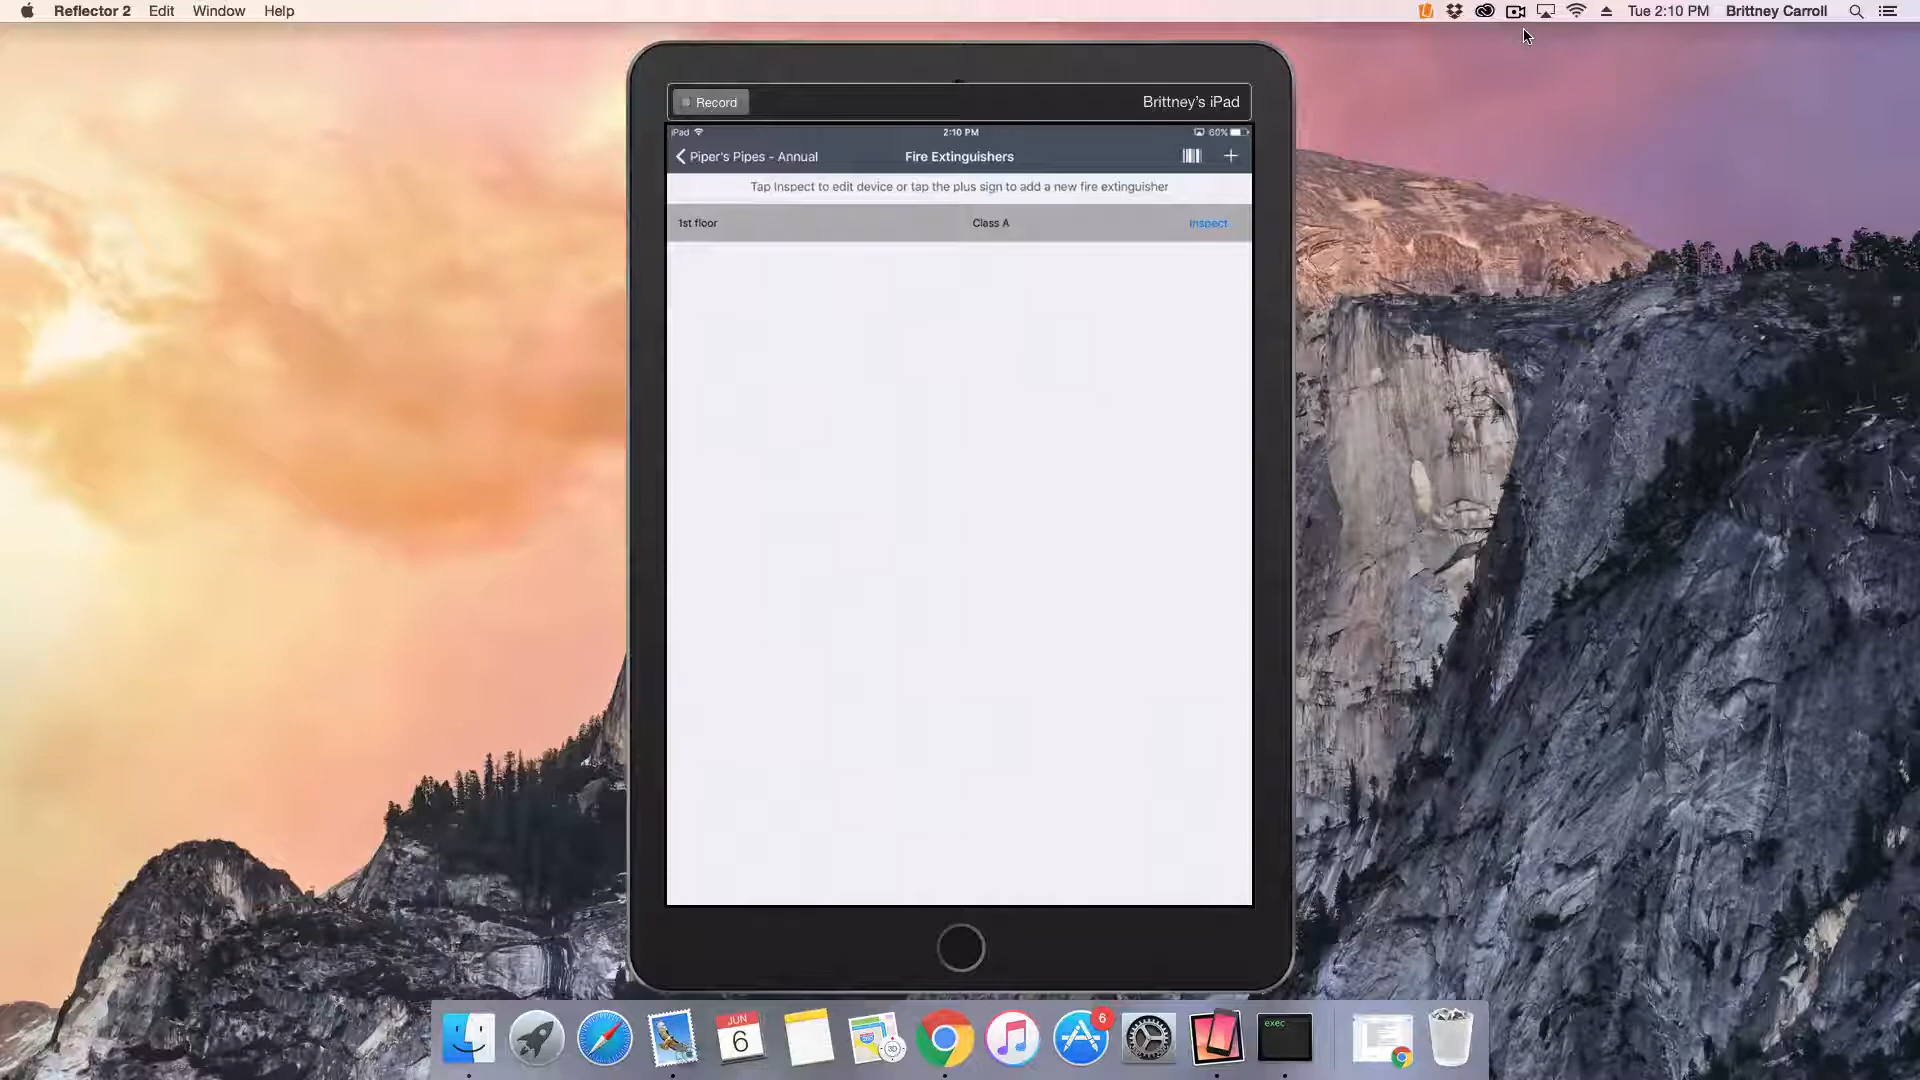 Reflector 2 Edit Window Help Tue 2:10 PM Brittney Carroll
Record Brittney's iPad
iPad 2:10 PM 60%
Piper's Pipes - Annual Fire Extinguishers
Tap Inspect to edit device or tap the plus sign to add a new fire extinguisher
1st floor Class A Inspect
JUN
6
3D
6
exec